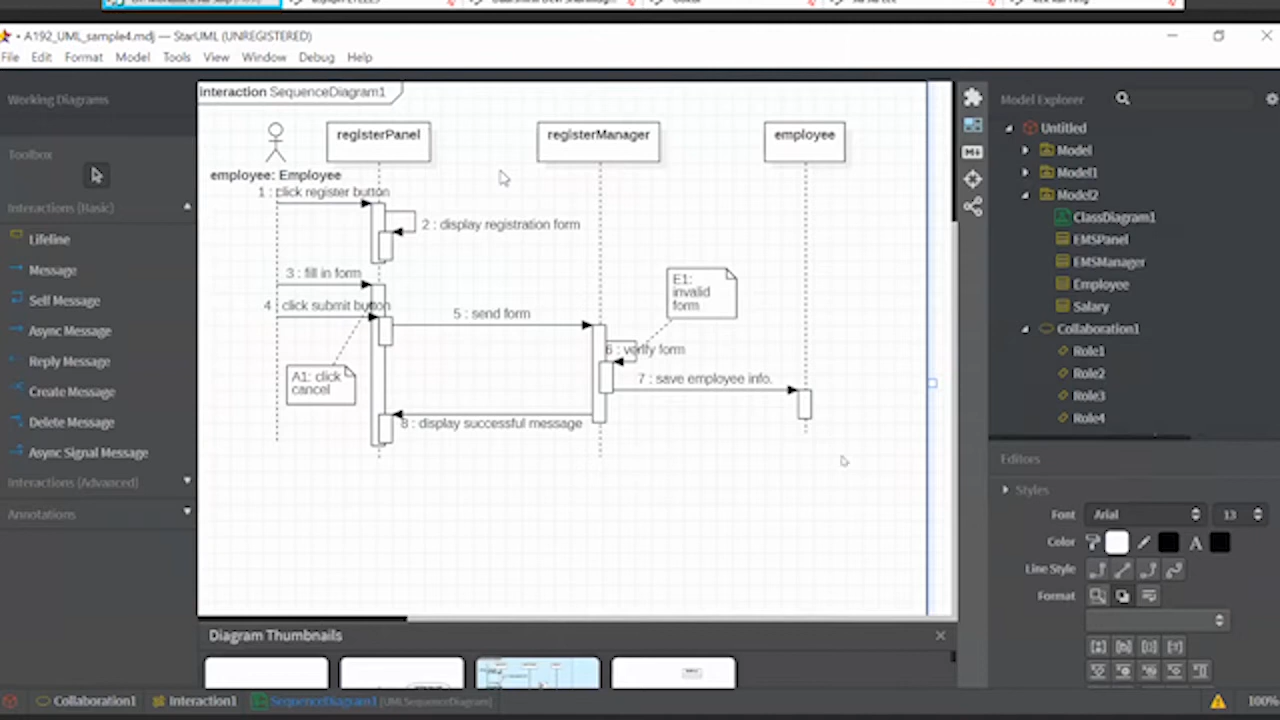 A192_UML_sample4.mdj — StarUML (UNREGISTERED)
File Edit Format Model Tools View Window Debug Help
Working Diagrams
Toolbox
Interactions (Basic)
Lifeline
Message
Self Message
Async Message
Reply Message
Create Message
Delete Message
Async Signal Message
Interactions (Advanced)
Annotations
interaction SequenceDiagram1
registerPanel
registerManager
employee
employee: Employee
1 : click register button
2 : display registration form
3 : fill in form
4 : click submit button
5 : send form
E1:
invalid
form
6 : verify form
A1: click
cancel
7 : save employee info.
8 : display successful message
Diagram Thumbnails
Model Explorer
Untitled
Model
Model1
Model2
ClassDiagram1
EMSPanel
EMSManager
Employee
Salary
Collaboration1
Role1
Role2
Role3
Role4
Editors
Styles
Font Arial 13
Color
A
Line Style
Format
Collaboration1 Interaction1 SequenceDiagram1 [UMLSequenceDiagram]
100%